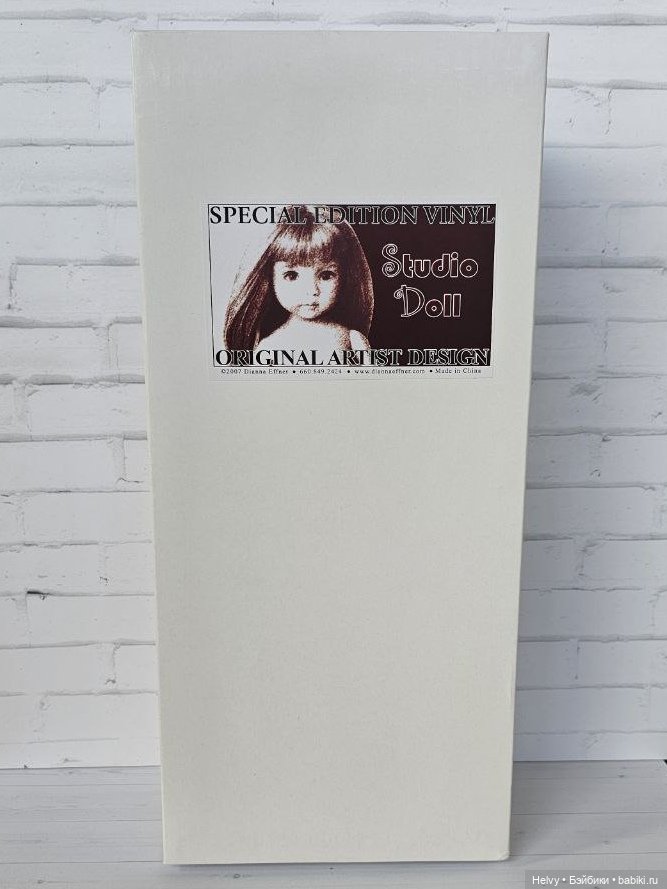 SPECIAL EDITION VINYL
Studio
Doll
ORIGINAL ARTIST DESIGN
©2007 Dianna Effner ● 660.849.2424 ● www.diannaeffner.com ● Made in China
Helvy • Бэйбики • babiki.ru